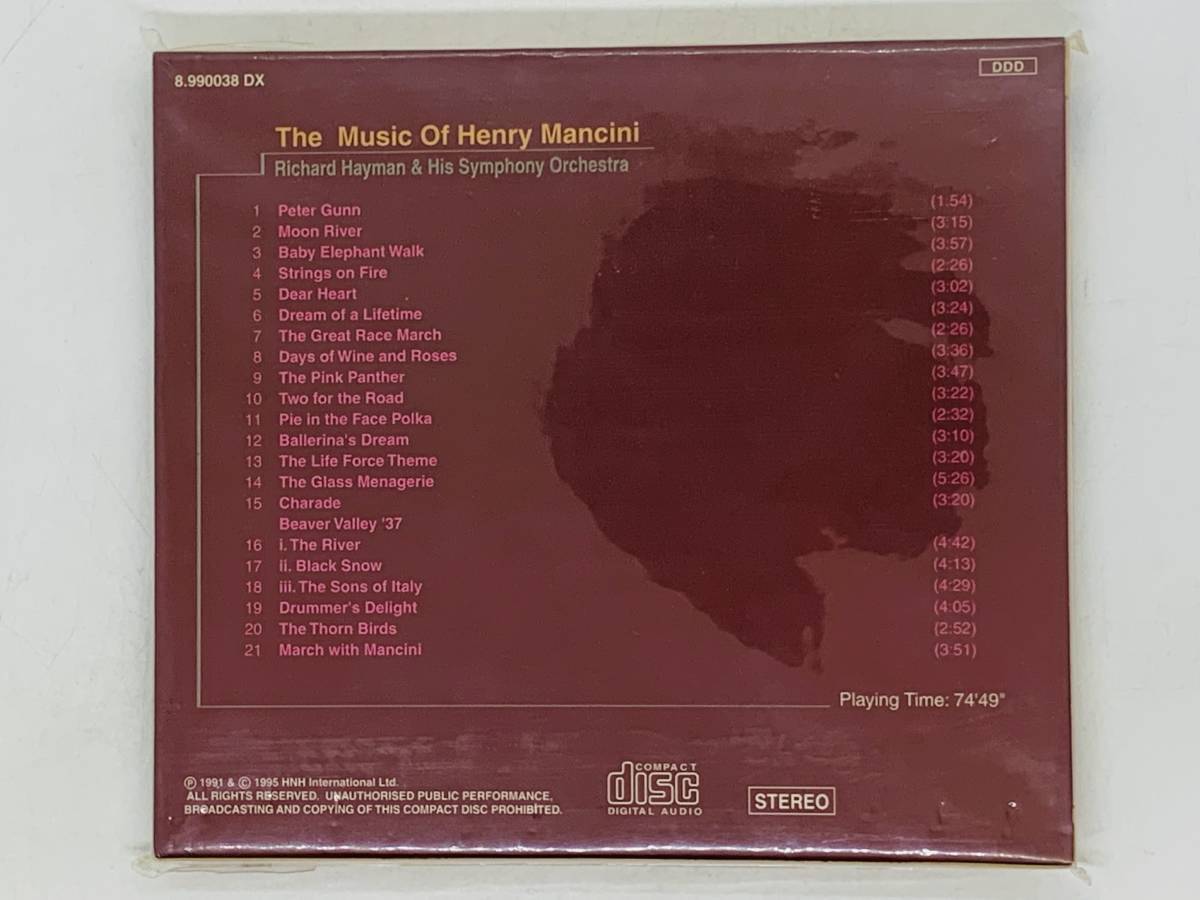 8.990038 DX
DDD
The Music Of Henry Mancini
Richard Hayman & His Symphony Orchestra
1 Peter Gunn (1.54)
2 Moon River (3:15)
3 Baby Elephant Walk (3:57)
4 Strings on Fire (2:26)
5 Dear Heart (3:02)
6 Dream of a Lifetime (3:24)
7 The Great Race March (2:26)
8 Days of Wine and Roses (3:36)
9 The Pink Panther (3:47)
10 Two for the Road (3:22)
11 Pie in the Face Polka (2:32)
12 Ballerina's Dream (3:10)
13 The Life Force Theme (3:20)
14 The Glass Menagerie (5:26)
15 Charade (3:20)
Beaver Valley '37
16 i. The River (4:42)
17 ii. Black Snow (4:13)
18 iii. The Sons of Italy (4:29)
19 Drummer's Delight (4:05)
20 The Thorn Birds (2:52)
21 March with Mancini (3:51)
Playing Time: 74'49"
Ⓟ 1991 & © 1995 HNH International Ltd.
ALL RIGHTS RESERVED. UNAUTHORISED PUBLIC PERFORMANCE,
BROADCASTING AND COPYING OF THIS COMPACT DISC PROHIBITED.
COMPACT
disc
DIGITAL AUDIO
STEREO